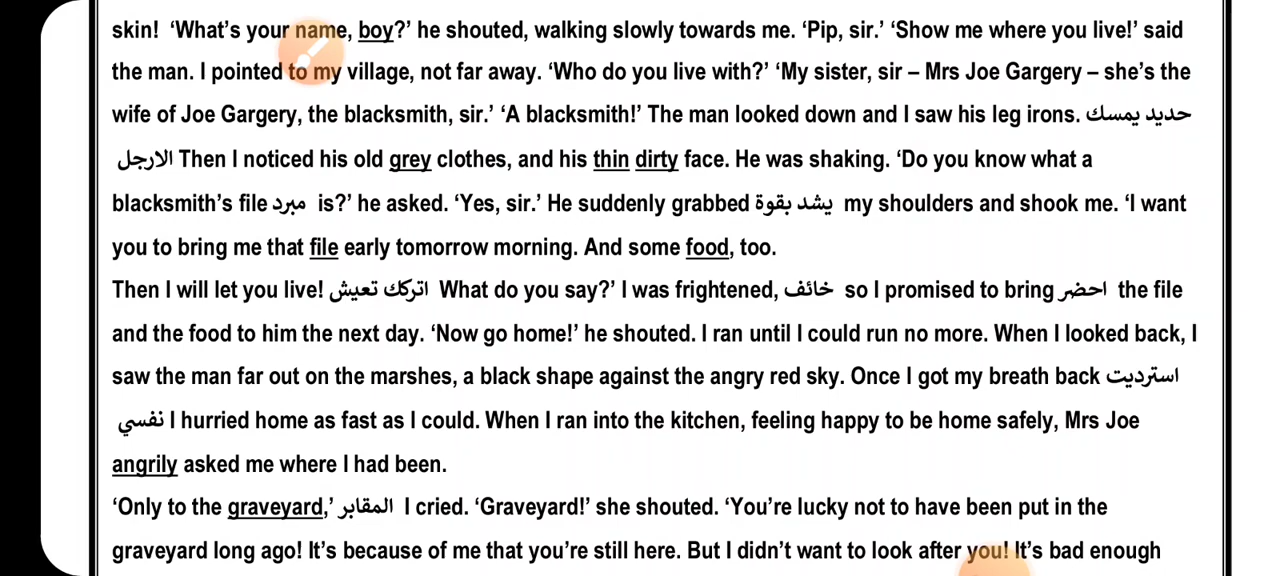 skin! ‘What’s your name, boy?’ he shouted, walking slowly towards me. ‘Pip, sir.’ ‘Show me where you live!’ said
the man. I pointed to my village, not far away. ‘Who do you live with?’ ‘My sister, sir – Mrs Joe Gargery – she’s the
wife of Joe Gargery, the blacksmith, sir.’ ‘A blacksmith!’ The man looked down and I saw his leg irons. حديد يمسك
الارجل Then I noticed his old grey clothes, and his thin dirty face. He was shaking. ‘Do you know what a
blacksmith’s file مبرد is?’ he asked. ‘Yes, sir.’ He suddenly grabbed يشد بقوة my shoulders and shook me. ‘I want
you to bring me that file early tomorrow morning. And some food, too.
Then I will let you live! اتركك تعيش What do you say?’ I was frightened, خائف so I promised to bring احضر the file
and the food to him the next day. ‘Now go home!’ he shouted. I ran until I could run no more. When I looked back, I
saw the man far out on the marshes, a black shape against the angry red sky. Once I got my breath back استرديت
نفسي I hurried home as fast as I could. When I ran into the kitchen, feeling happy to be home safely, Mrs Joe
angrily asked me where I had been.
‘Only to the graveyard,’ المقابر I cried. ‘Graveyard!’ she shouted. ‘You’re lucky not to have been put in the
graveyard long ago! It’s because of me that you’re still here. But I didn’t want to look after you! It’s bad enough